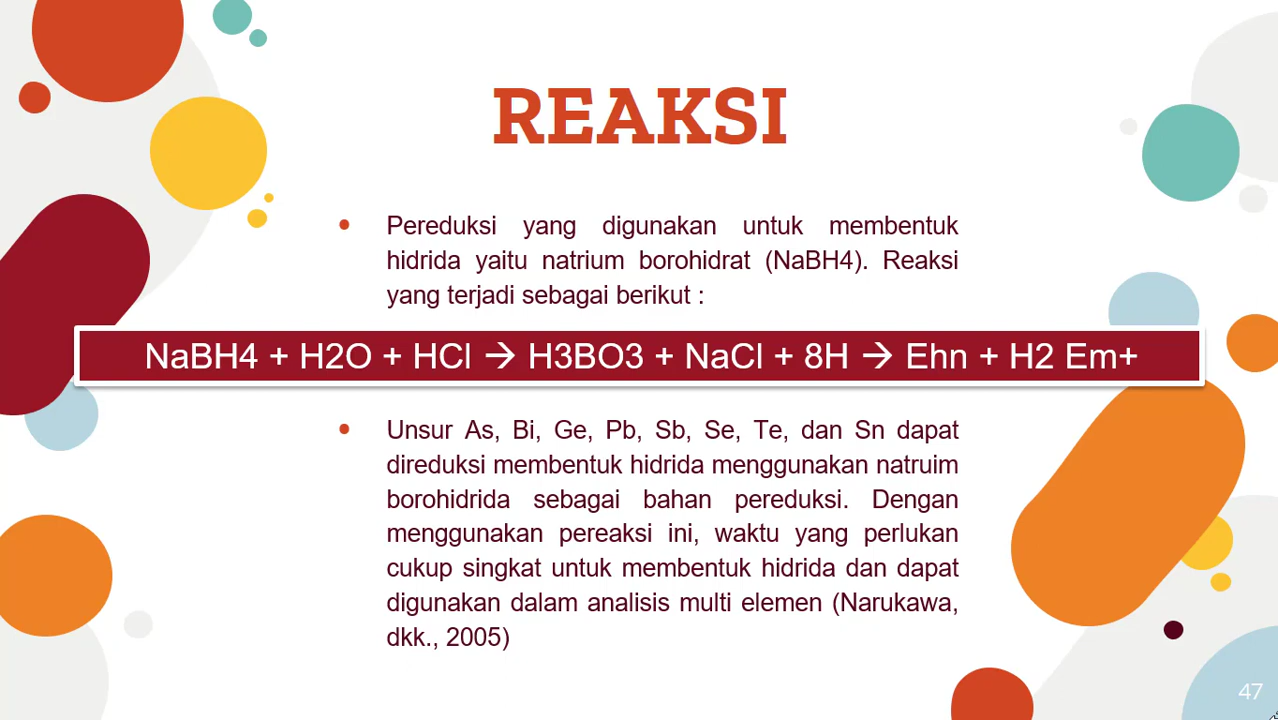 REAKSI
• Pereduksi yang digunakan untuk membentuk
hidrida yaitu natrium borohidrat (NaBH4). Reaksi
yang terjadi sebagai berikut :
NaBH4 + H2O + HCl → H3BO3 + NaCl + 8H → Ehn + H2 Em+
• Unsur As, Bi, Ge, Pb, Sb, Se, Te, dan Sn dapat
direduksi membentuk hidrida menggunakan natruim
borohidrida sebagai bahan pereduksi. Dengan
menggunakan pereaksi ini, waktu yang perlukan
cukup singkat untuk membentuk hidrida dan dapat
digunakan dalam analisis multi elemen (Narukawa,
dkk., 2005)
47